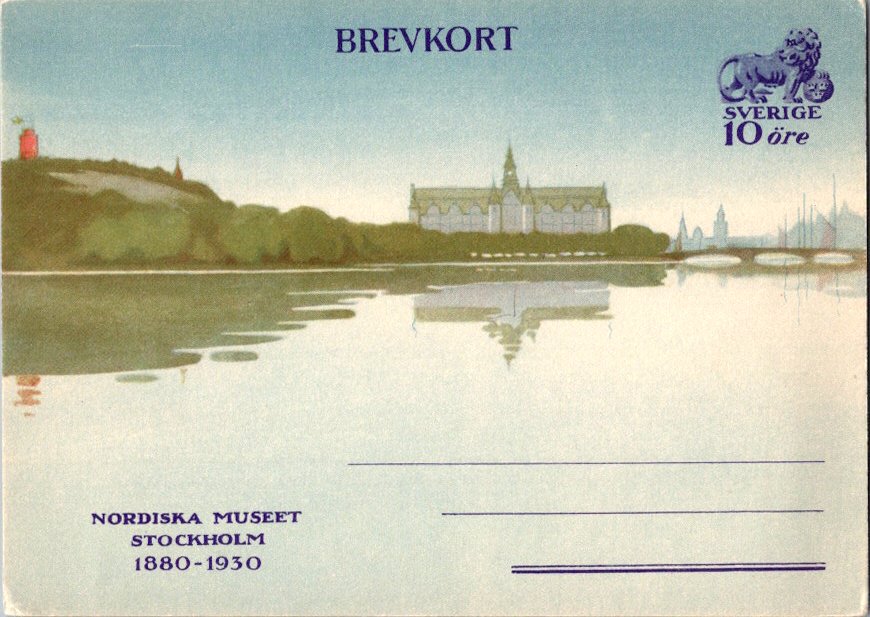 BREVKORT
SVERIGE
10 öre
NORDISKA MUSEET
STOCKHOLM
1880-1930